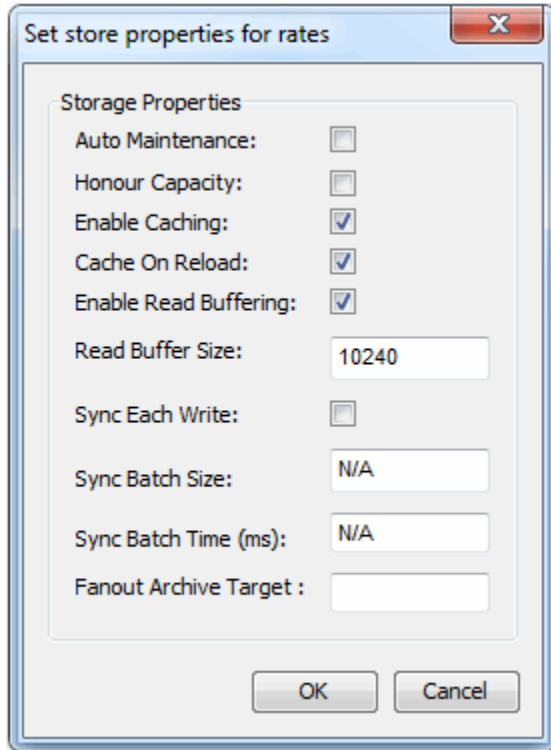 Set store properties for rates
Storage Properties
Auto Maintenance:
Honour Capacity:
Enable Caching:
Cache On Reload:
Enable Read Buffering:
Read Buffer Size: 10240
Sync Each Write:
Sync Batch Size: N/A
Sync Batch Time (ms): N/A
Fanout Archive Target :
OK Cancel